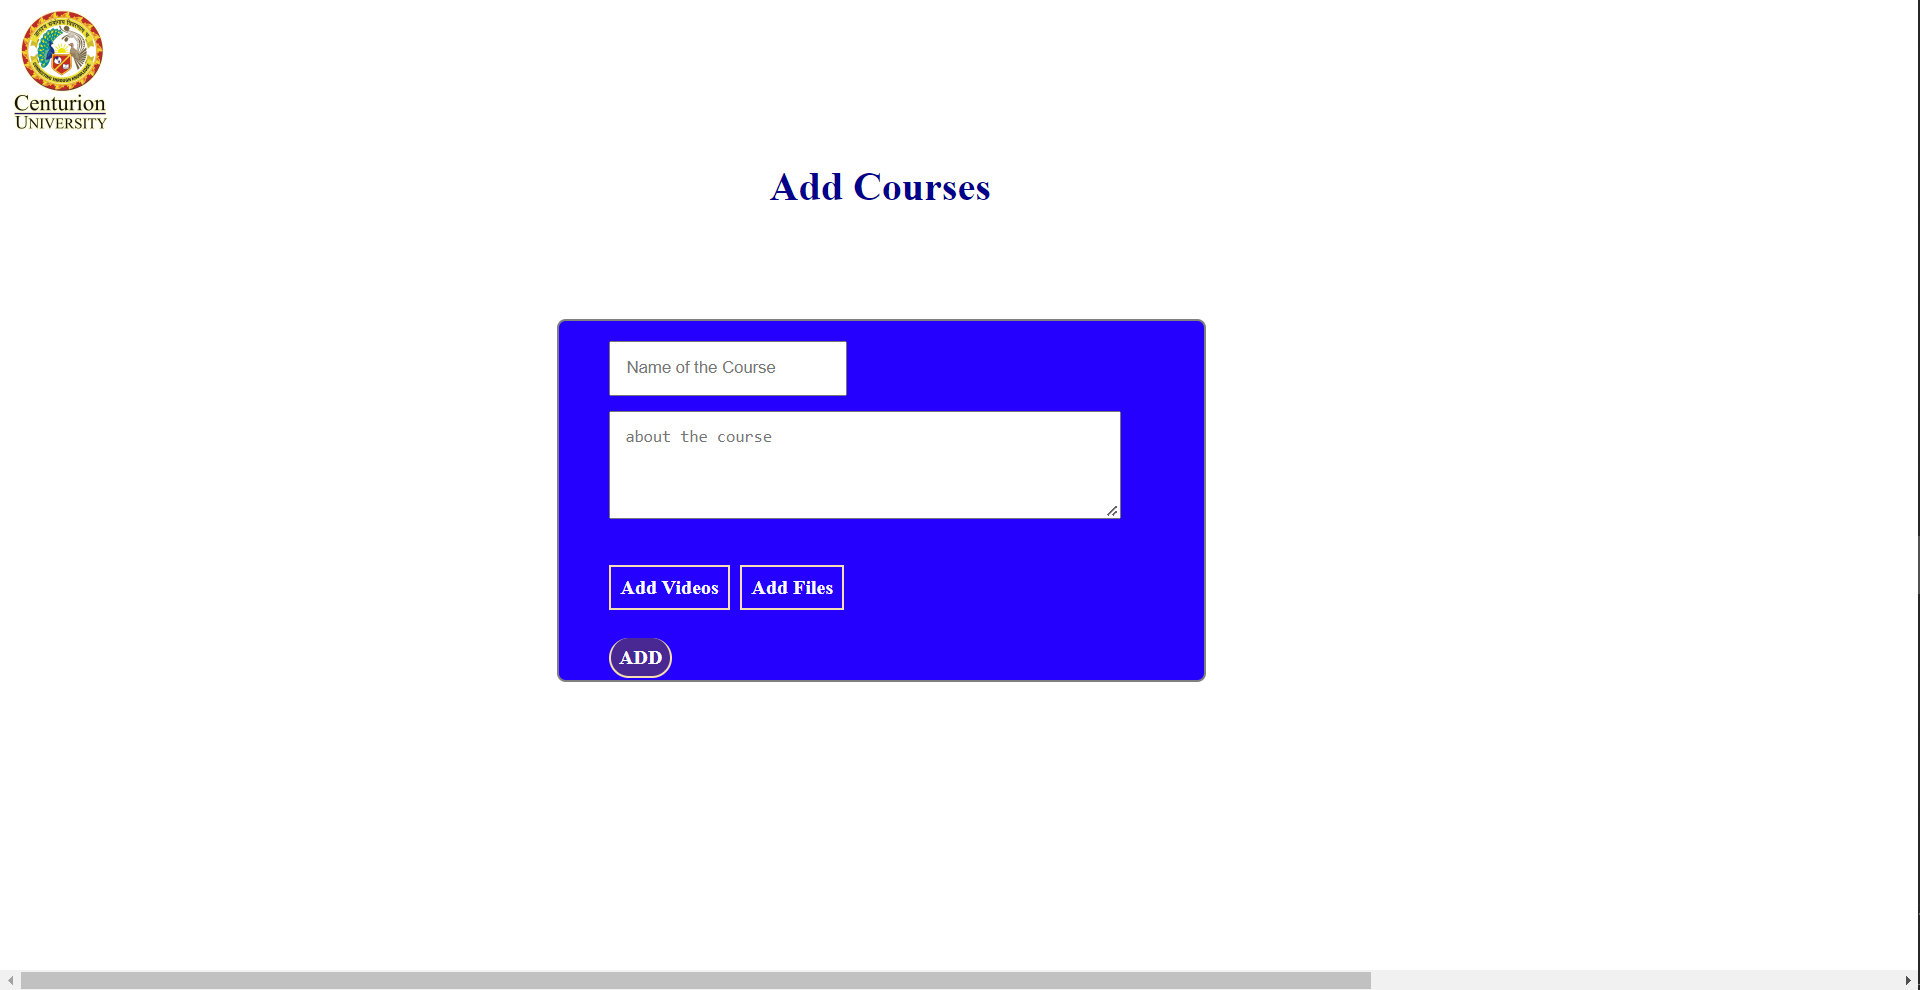 Centurion
UNIVERSITY
Add Courses
Name of the Course
about the course
Add Videos Add Files
ADD